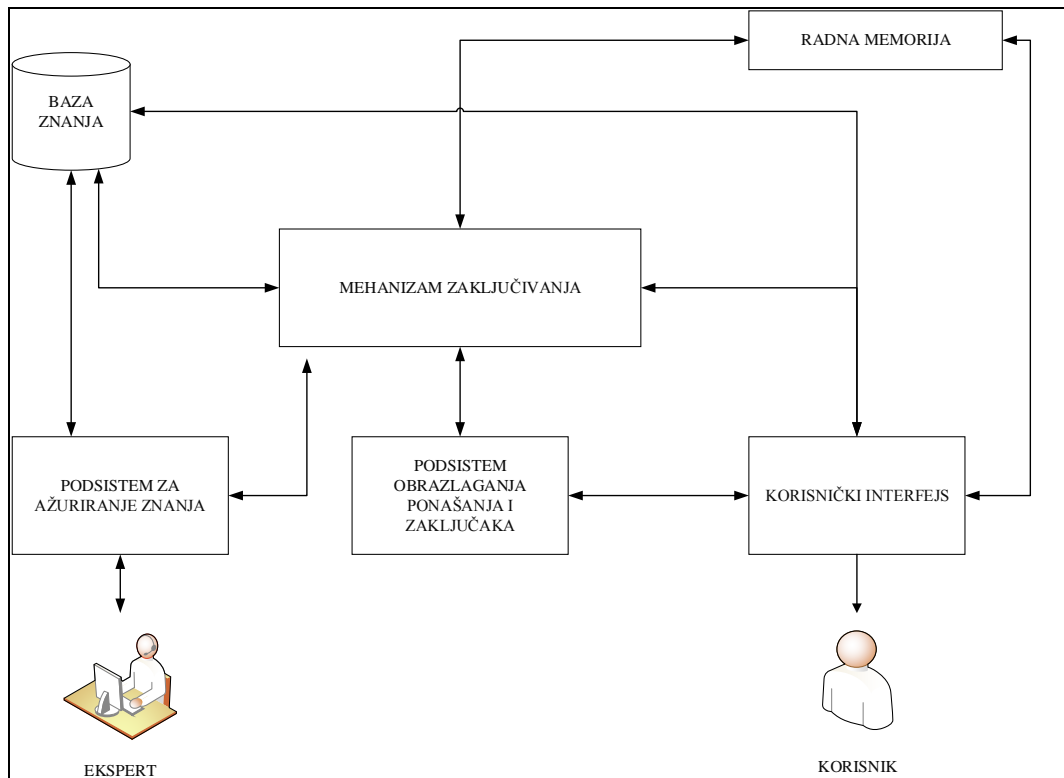 RADNA MEMORIJA
BAZA
ZNANJA
MEHANIZAM ZAKLJUČIVANJA
PODSISTEM ZA
AŽURIRANJE ZNANJA
PODSISTEM
OBRAZLAGANJA
PONAŠANJA I
ZAKLJUČAKA
KORISNIČKI INTERFEJS
EKSPERT
KORISNIK